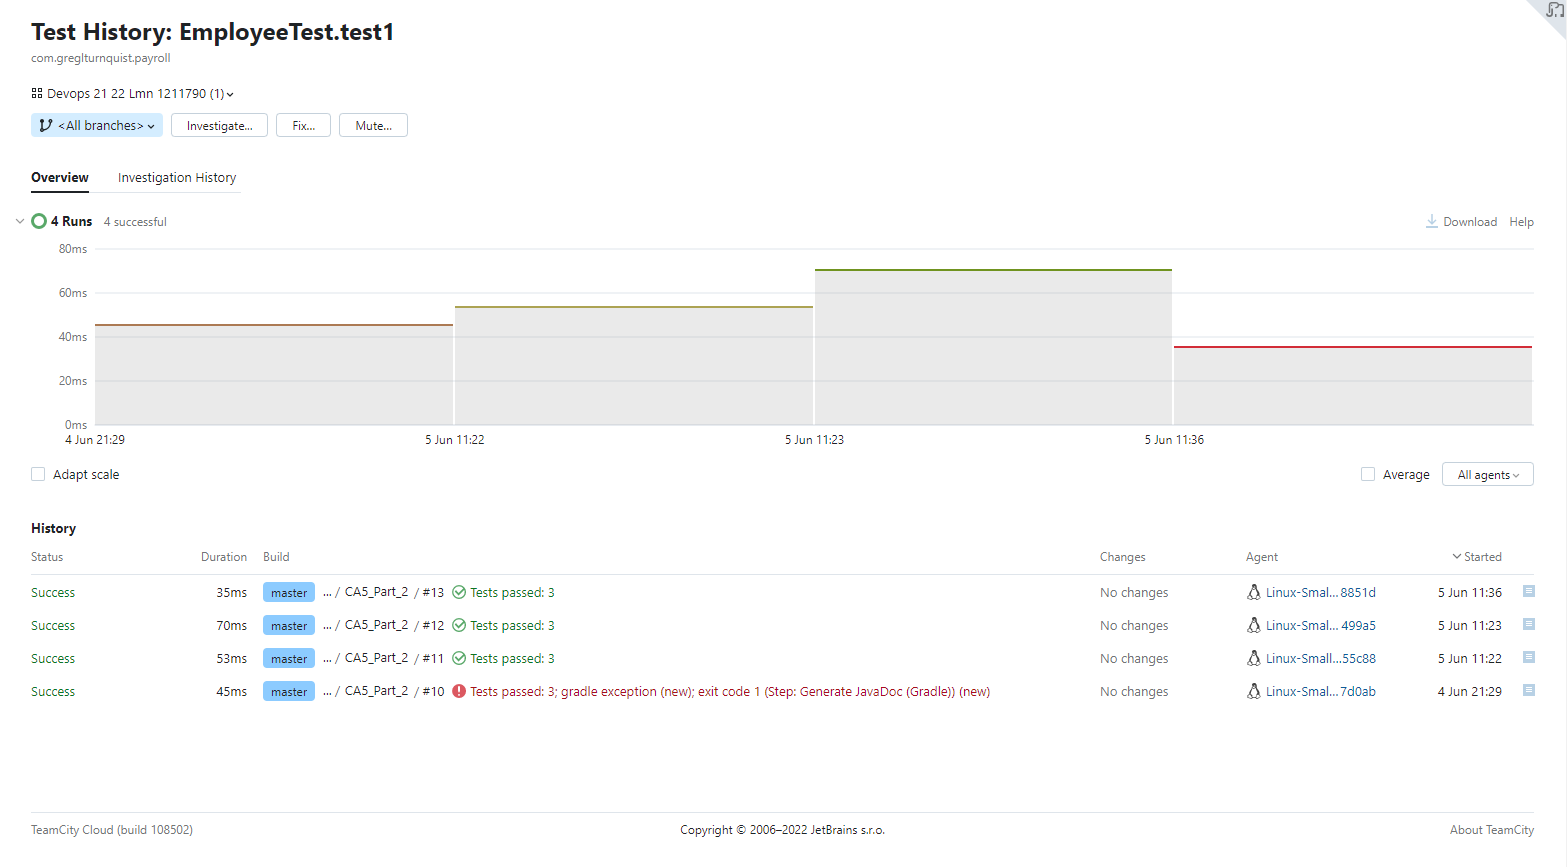 Test History: EmployeeTest.test1
com.greglturnquist.payroll
Devops 21 22 Lmn 1211790 (1)
<All branches> Investigate... Fix... Mute...
Overview Investigation History
4 Runs 4 successful Download Help
80ms
60ms
40ms
20ms
0ms
4 Jun 21:29 5 Jun 11:22 5 Jun 11:23 5 Jun 11:36
Adapt scale Average All agents
History
Status Duration Build Changes Agent Started
Success 35ms master ... / CA5_Part_2 / #13 Tests passed: 3 No changes Linux-Smal...8851d 5 Jun 11:36
Success 70ms master ... / CA5_Part_2 / #12 Tests passed: 3 No changes Linux-Smal...499a5 5 Jun 11:23
Success 53ms master ... / CA5_Part_2 / #11 Tests passed: 3 No changes Linux-Small...55c88 5 Jun 11:22
Success 45ms master ... / CA5_Part_2 / #10 Tests passed: 3; gradle exception (new); exit code 1 (Step: Generate JavaDoc (Gradle)) (new) No changes Linux-Smal...7d0ab 4 Jun 21:29
TeamCity Cloud (build 108502) Copyright © 2006–2022 JetBrains s.r.o. About TeamCity